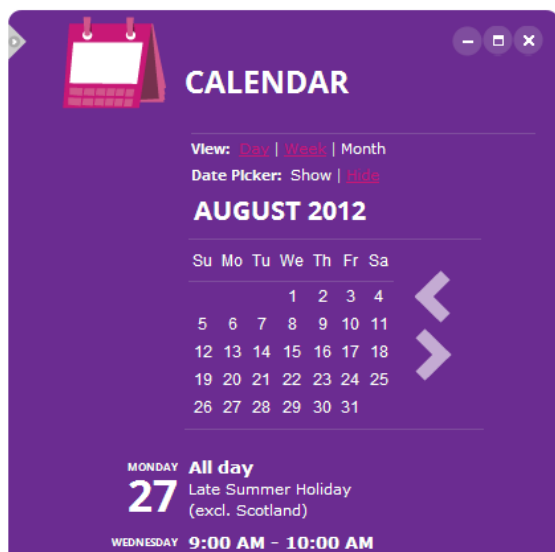 CALENDAR
View: Day | Week | Month
Date Picker: Show | Hide
AUGUST 2012
Su Mo Tu We Th Fr Sa
1 2 3 4
5 6 7 8 9 10 11
12 13 14 15 16 17 18
19 20 21 22 23 24 25
26 27 28 29 30 31
MONDAY All day
27 Late Summer Holiday
(excl. Scotland)
WEDNESDAY 9:00 AM - 10:00 AM